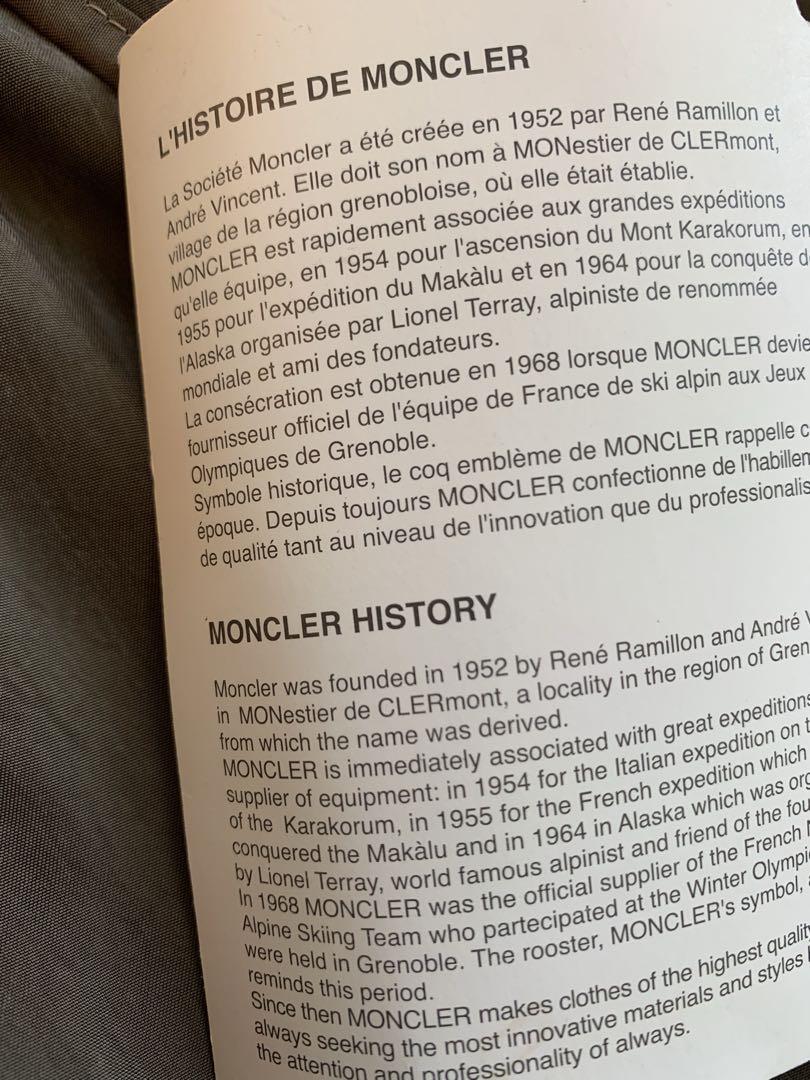 L'HISTOIRE DE MONCLER
La Société Moncler a été créée en 1952 par René Ramillon et
André Vincent. Elle doit son nom à MONestier de CLERmont,
village de la région grenobloise, où elle était établie.
MONCLER est rapidement associée aux grandes expéditions
qu'elle équipe, en 1954 pour l'ascension du Mont Karakorum, en
1955 pour l'expédition du Makàlu et en 1964 pour la conquête
l'Alaska organisée par Lionel Terray, alpiniste de renommée
mondiale et ami des fondateurs.
La consécration est obtenue en 1968 lorsque MONCLER
fournisseur officiel de l'équipe de France de ski alpin aux Jeux
Olympiques de Grenoble.
Symbole historique, le coq emblème de MONCLER rappelle
époque. Depuis toujours MONCLER confectionne de
de qualité tant au niveau de l'innovation que du
MONCLER HISTORY
Moncler was founded in 1952 by René Ramillon and André
in MONestier de CLERmont, a locality in the region of
from which the name was derived.
MONCLER is immediately associated with great expeditions
supplier of equipment: in 1954 for the Italian expedition on
of the Karakorum, in 1955 for the French expedition which
conquered the Makàlu and in 1964 in Alaska which was
by Lionel Terray, world famous alpinist and friend of the
In 1968 MONCLER was the official supplier of the French
Alpine Skiing Team who partecipated at the Winter
were held in Grenoble. The rooster, MONCLER's symbol,
reminds this period.
Since then MONCLER makes clothes of the highest quality
always seeking the most innovative materials and styles
the attention and professionality of always.